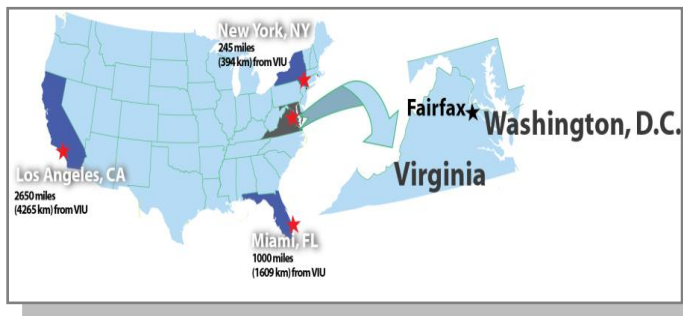 New York, NY
245 miles
(394 km) from VIU
Fairfax
Washington, D.C.
Virginia
Los Angeles, CA
2650 miles
(4265 km) from VIU
Miami, FL
1000 miles
(1609 km) from VIU